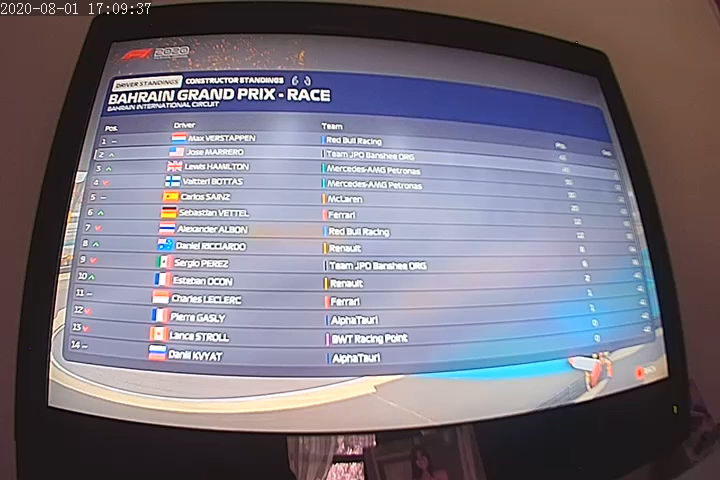 2020-08-01 17:09:37
F1 2020
DRIVER STANDINGS CONSTRUCTOR STANDINGS
BAHRAIN GRAND PRIX - RACE
BAHRAIN INTERNATIONAL CIRCUIT
Pos. Driver Team Pts
1 Max VERSTAPPEN Red Bull Racing
2 Jose MARRERO Team JPO Banshee ORG
3 Lewis HAMILTON Mercedes-AMG Petronas
4 Valtteri BOTTAS Mercedes-AMG Petronas
5 Carlos SAINZ McLaren
6 Sebastian VETTEL Ferrari
7 Alexander ALBON Red Bull Racing
8 Daniel RICCIARDO Renault
9 Sergio PEREZ Team JPO Banshee ORG
10 Esteban OCON Renault
11 Charles LECLERC Ferrari
12 Pierre GASLY AlphaTauri
13 Lance STROLL BWT Racing Point
14 Daniil KVYAT AlphaTauri